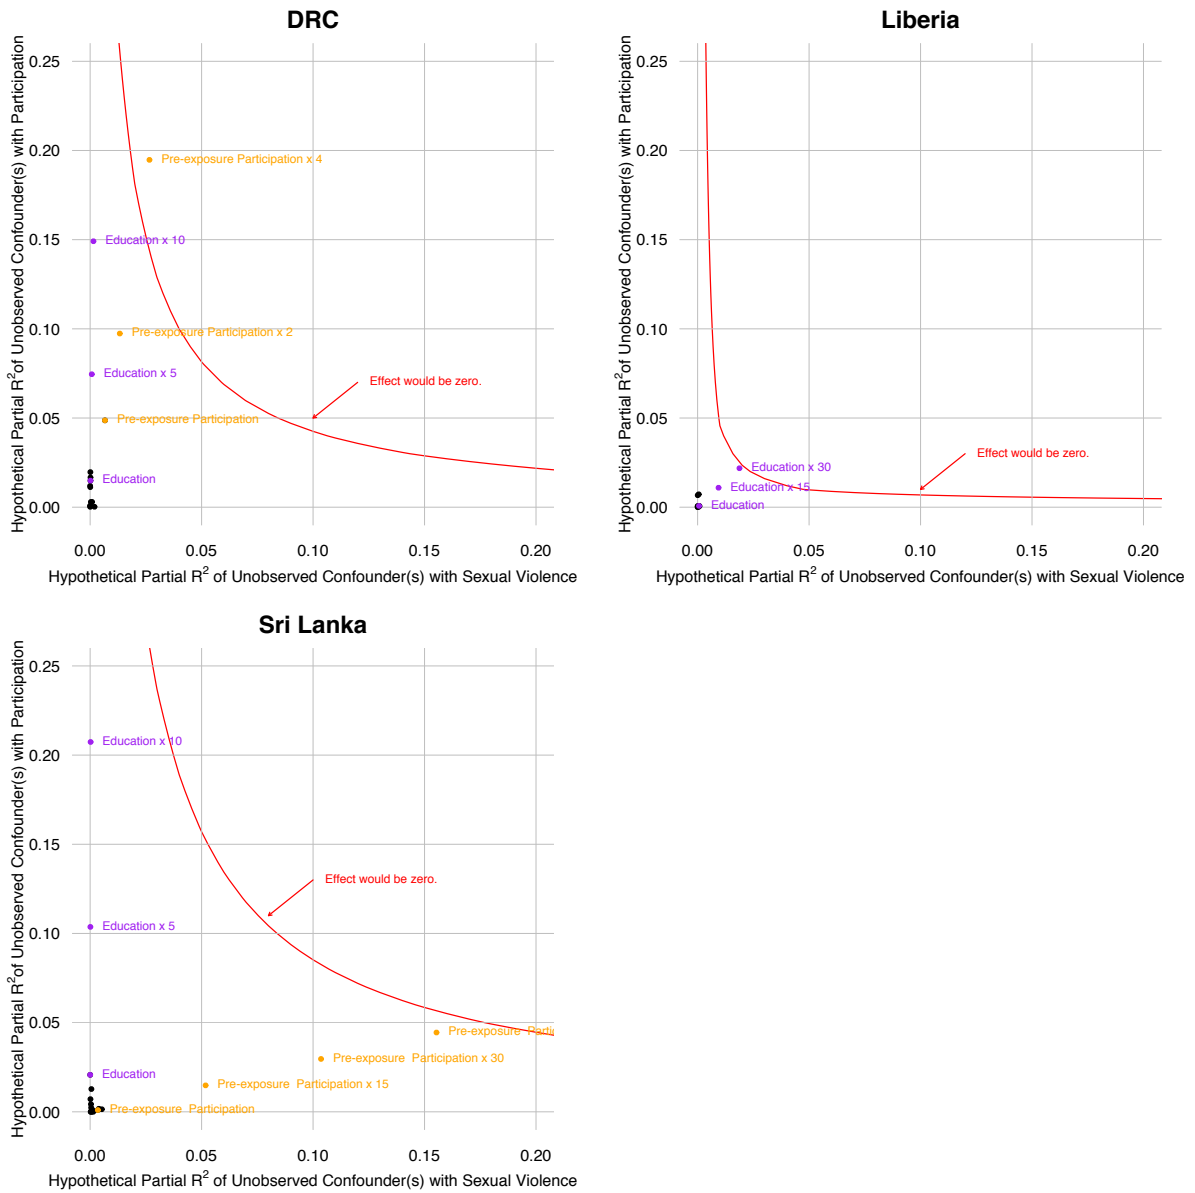 DRC
Hypothetical Partial R2of Unobserved Confounder(s) with Participation
0.25
0.20
0.15
0.10
0.05
0.00
Pre-exposure Participation x 4
Education x 10
Pre-exposure Participation x 2
Education x 5
Effect would be zero.
Pre-exposure Participation
Education
0.00 0.05 0.10 0.15 0.20
Hypothetical Partial R2 of Unobserved Confounder(s) with Sexual Violence
Liberia
Hypothetical Partial R2of Unobserved Confounder(s) with Participation
0.25
0.20
0.15
0.10
0.05
0.00
Effect would be zero.
Education x 30
Education x 15
Education
0.00 0.05 0.10 0.15 0.20
Hypothetical Partial R2 of Unobserved Confounder(s) with Sexual Violence
Sri Lanka
Hypothetical Partial R2of Unobserved Confounder(s) with Participation
0.25
0.20
0.15
0.10
0.05
0.00
Education x 10
Effect would be zero.
Education x 5
Pre-exposure
Pre-exposure Participation x 30
Education
Pre-exposure Participation x 15
Pre-exposure Participation
0.00 0.05 0.10 0.15 0.20
Hypothetical Partial R2 of Unobserved Confounder(s) with Sexual Violence